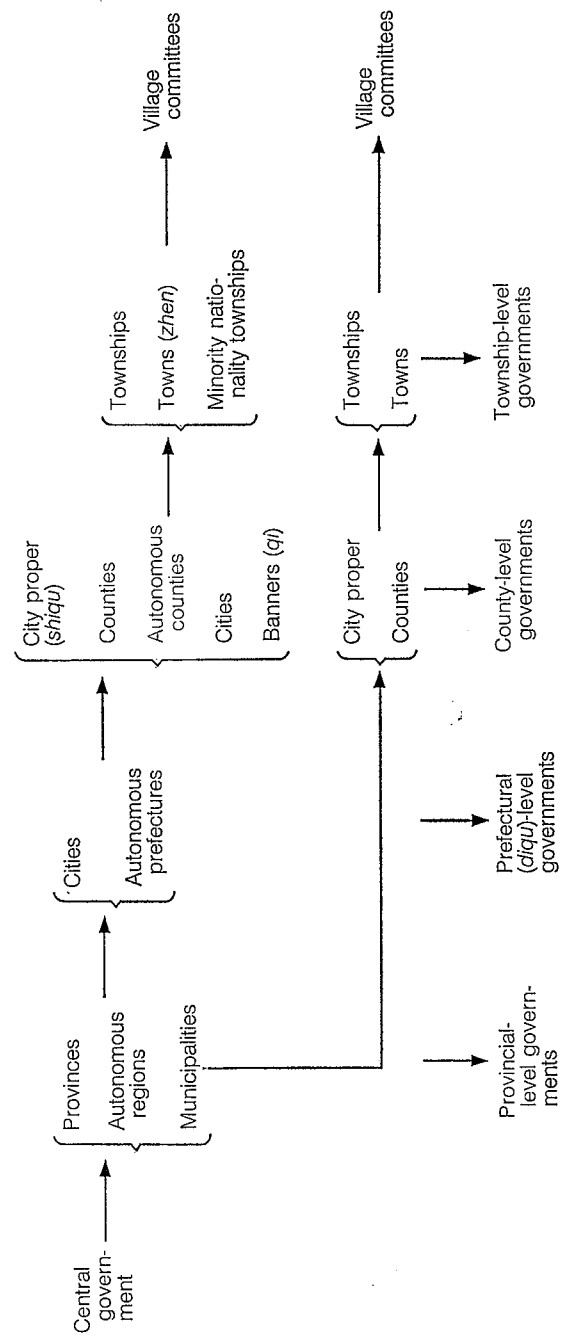 Central
govern-
ment
Provinces
Autonomous
regions
Municipalities
Cities
Autonomous
prefectures
City proper
(shiqu)
Counties
Autonomous
counties
Cities
Banners (qi)
Townships
Towns (zhen)
Minority natio-
nality townships
Village
committees
City proper
Counties
Townships
Towns
Village
committees
Provincial-
level govern-
ments
Prefectural
(diqu)-level
governments
County-level
governments
Township-level
governments